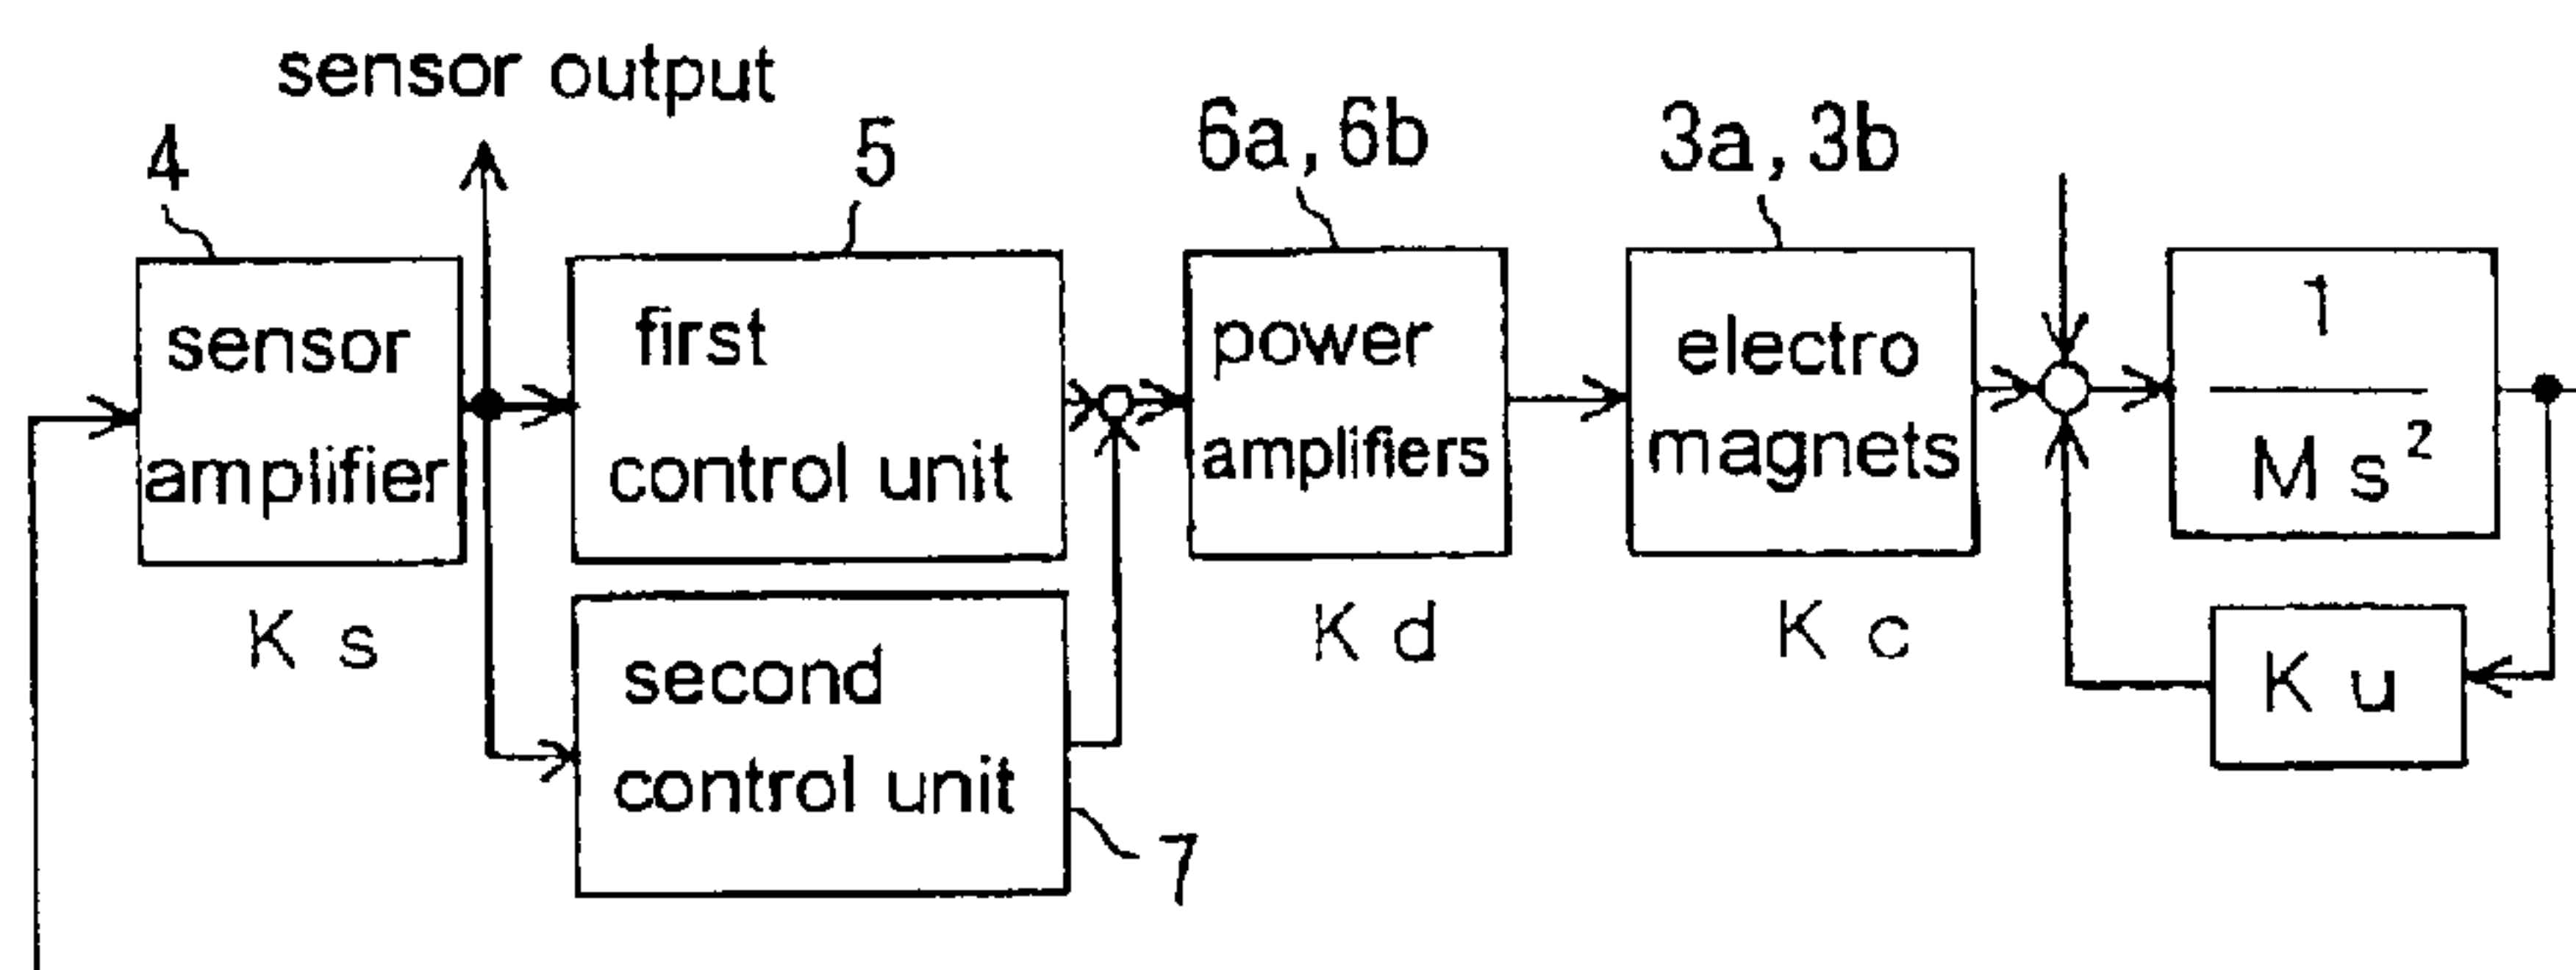 sensor output
4
5
6a, 6b
3a, 3b
sensor
amplifier
first
control unit
power
amplifiers
electro
magnets
1
M s²
K s
second
control unit
K d
K c
K u
7